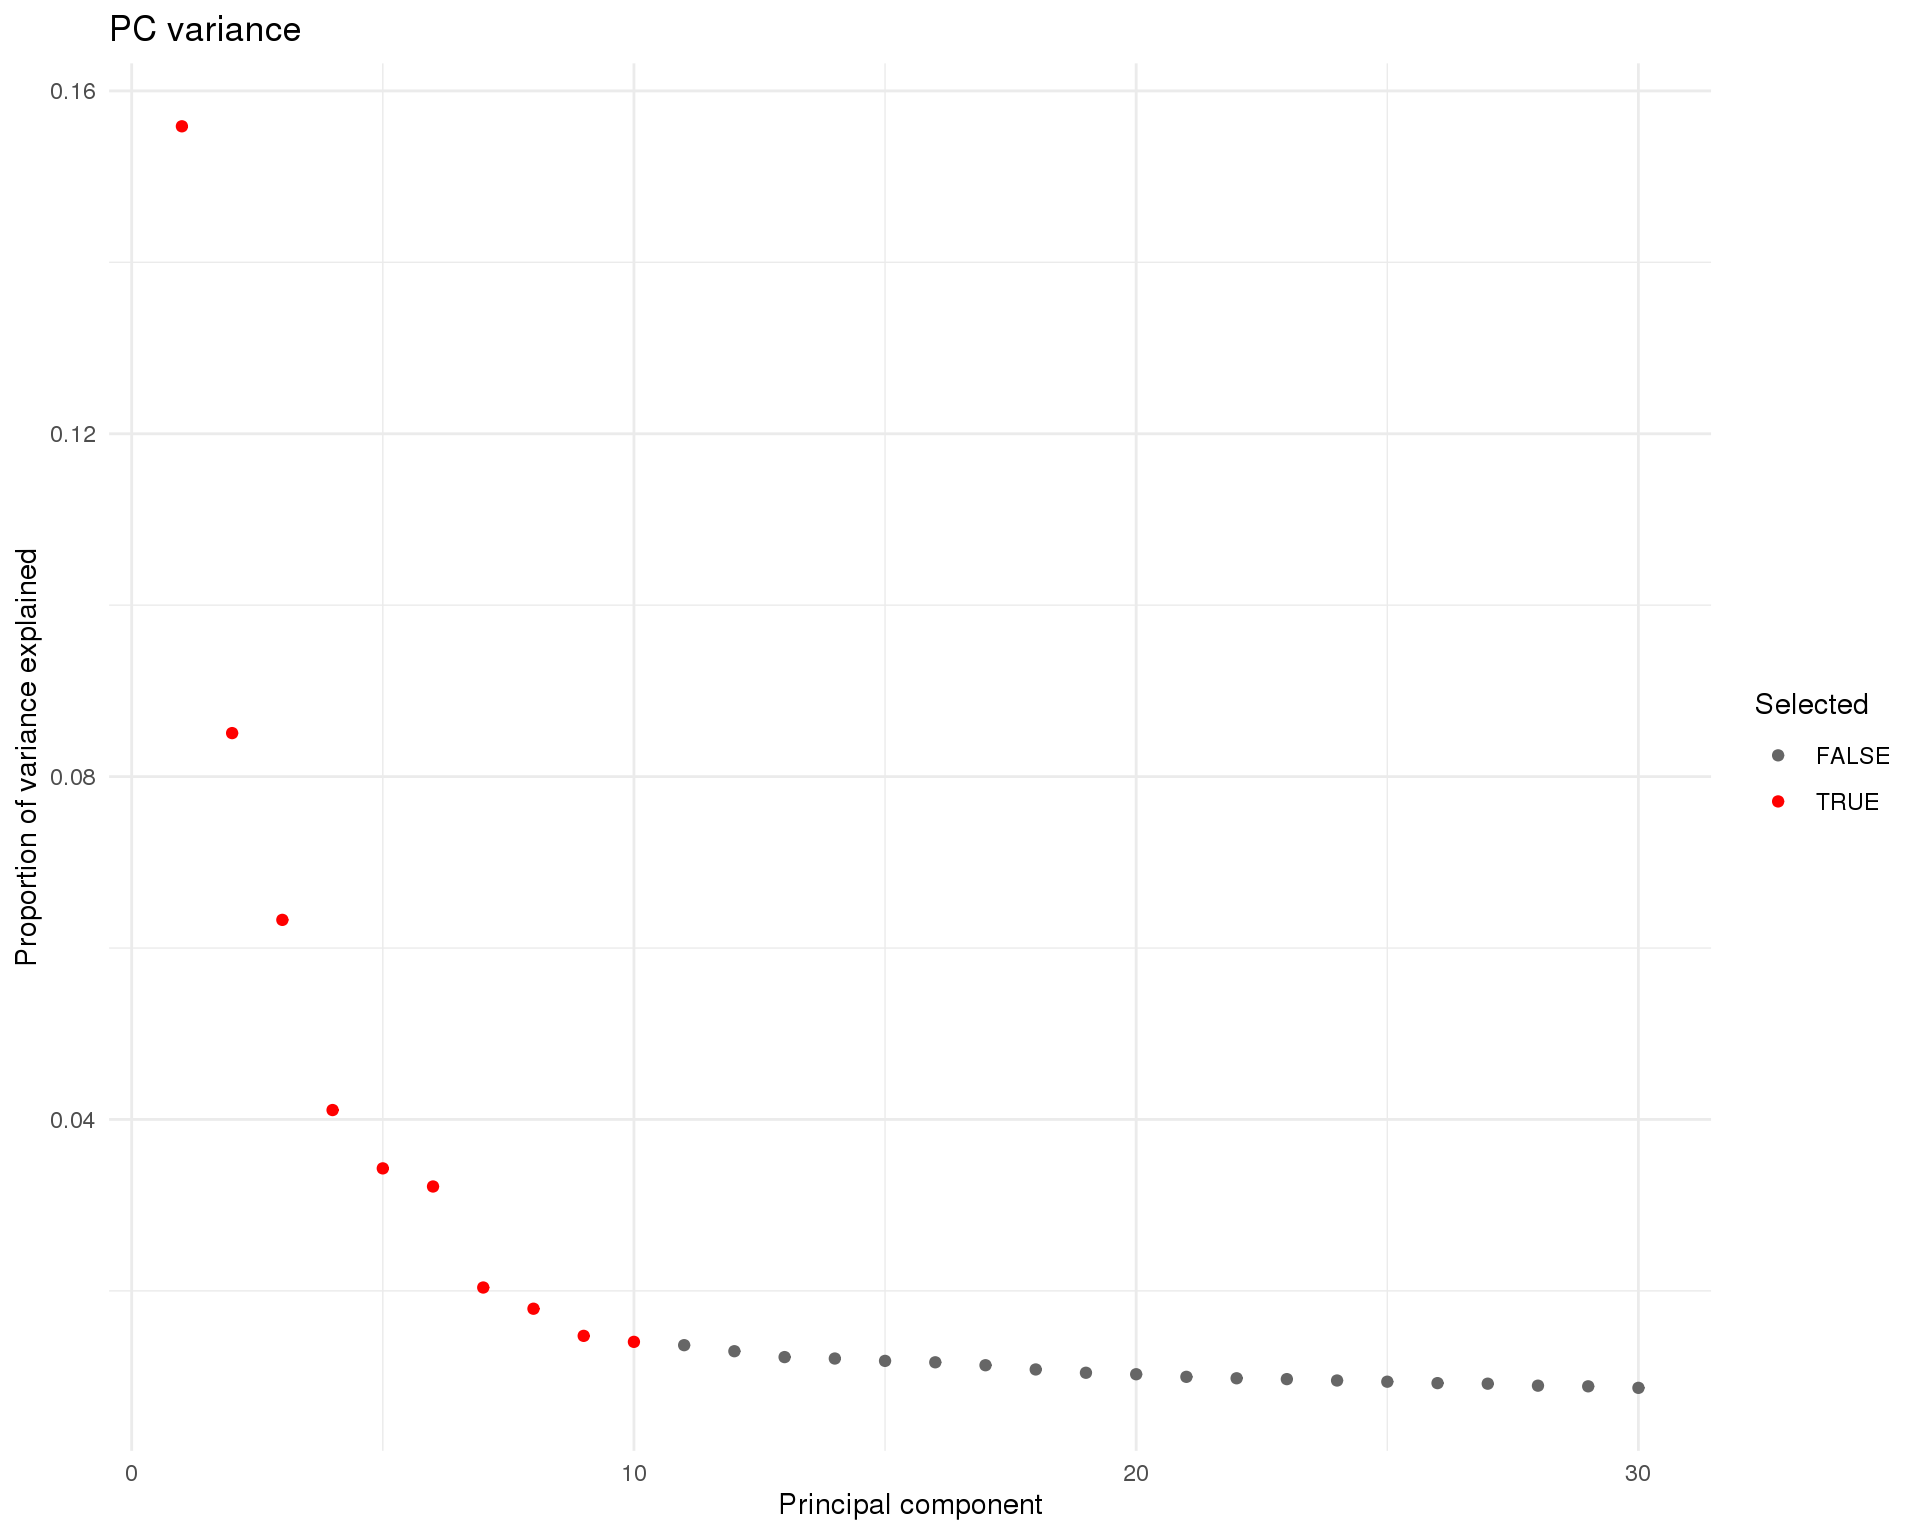 PC variance
0.16
0.12
0.08
0.04
Proportion of variance explained
0
10
20
30
Principal component
Selected
FALSE
TRUE